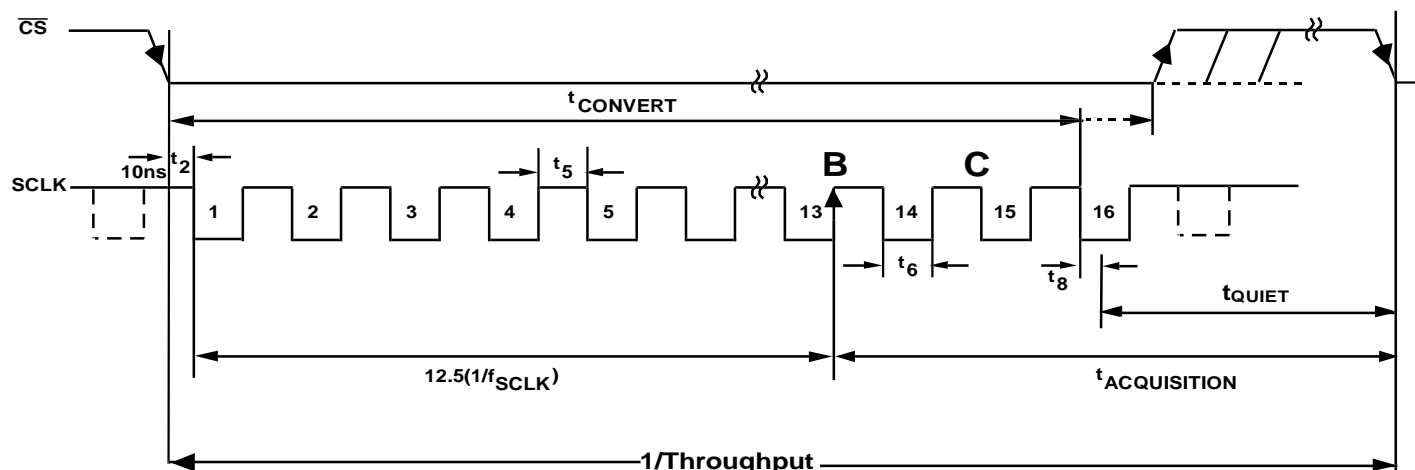 CS
tCONVERT
t2
10ns
t5
B
C
SCLK
1 2 3 4 5 13 14 15 16
t6
t8
tQUIET
12.5(1/fSCLK)
tACQUISITION
1/Throughput